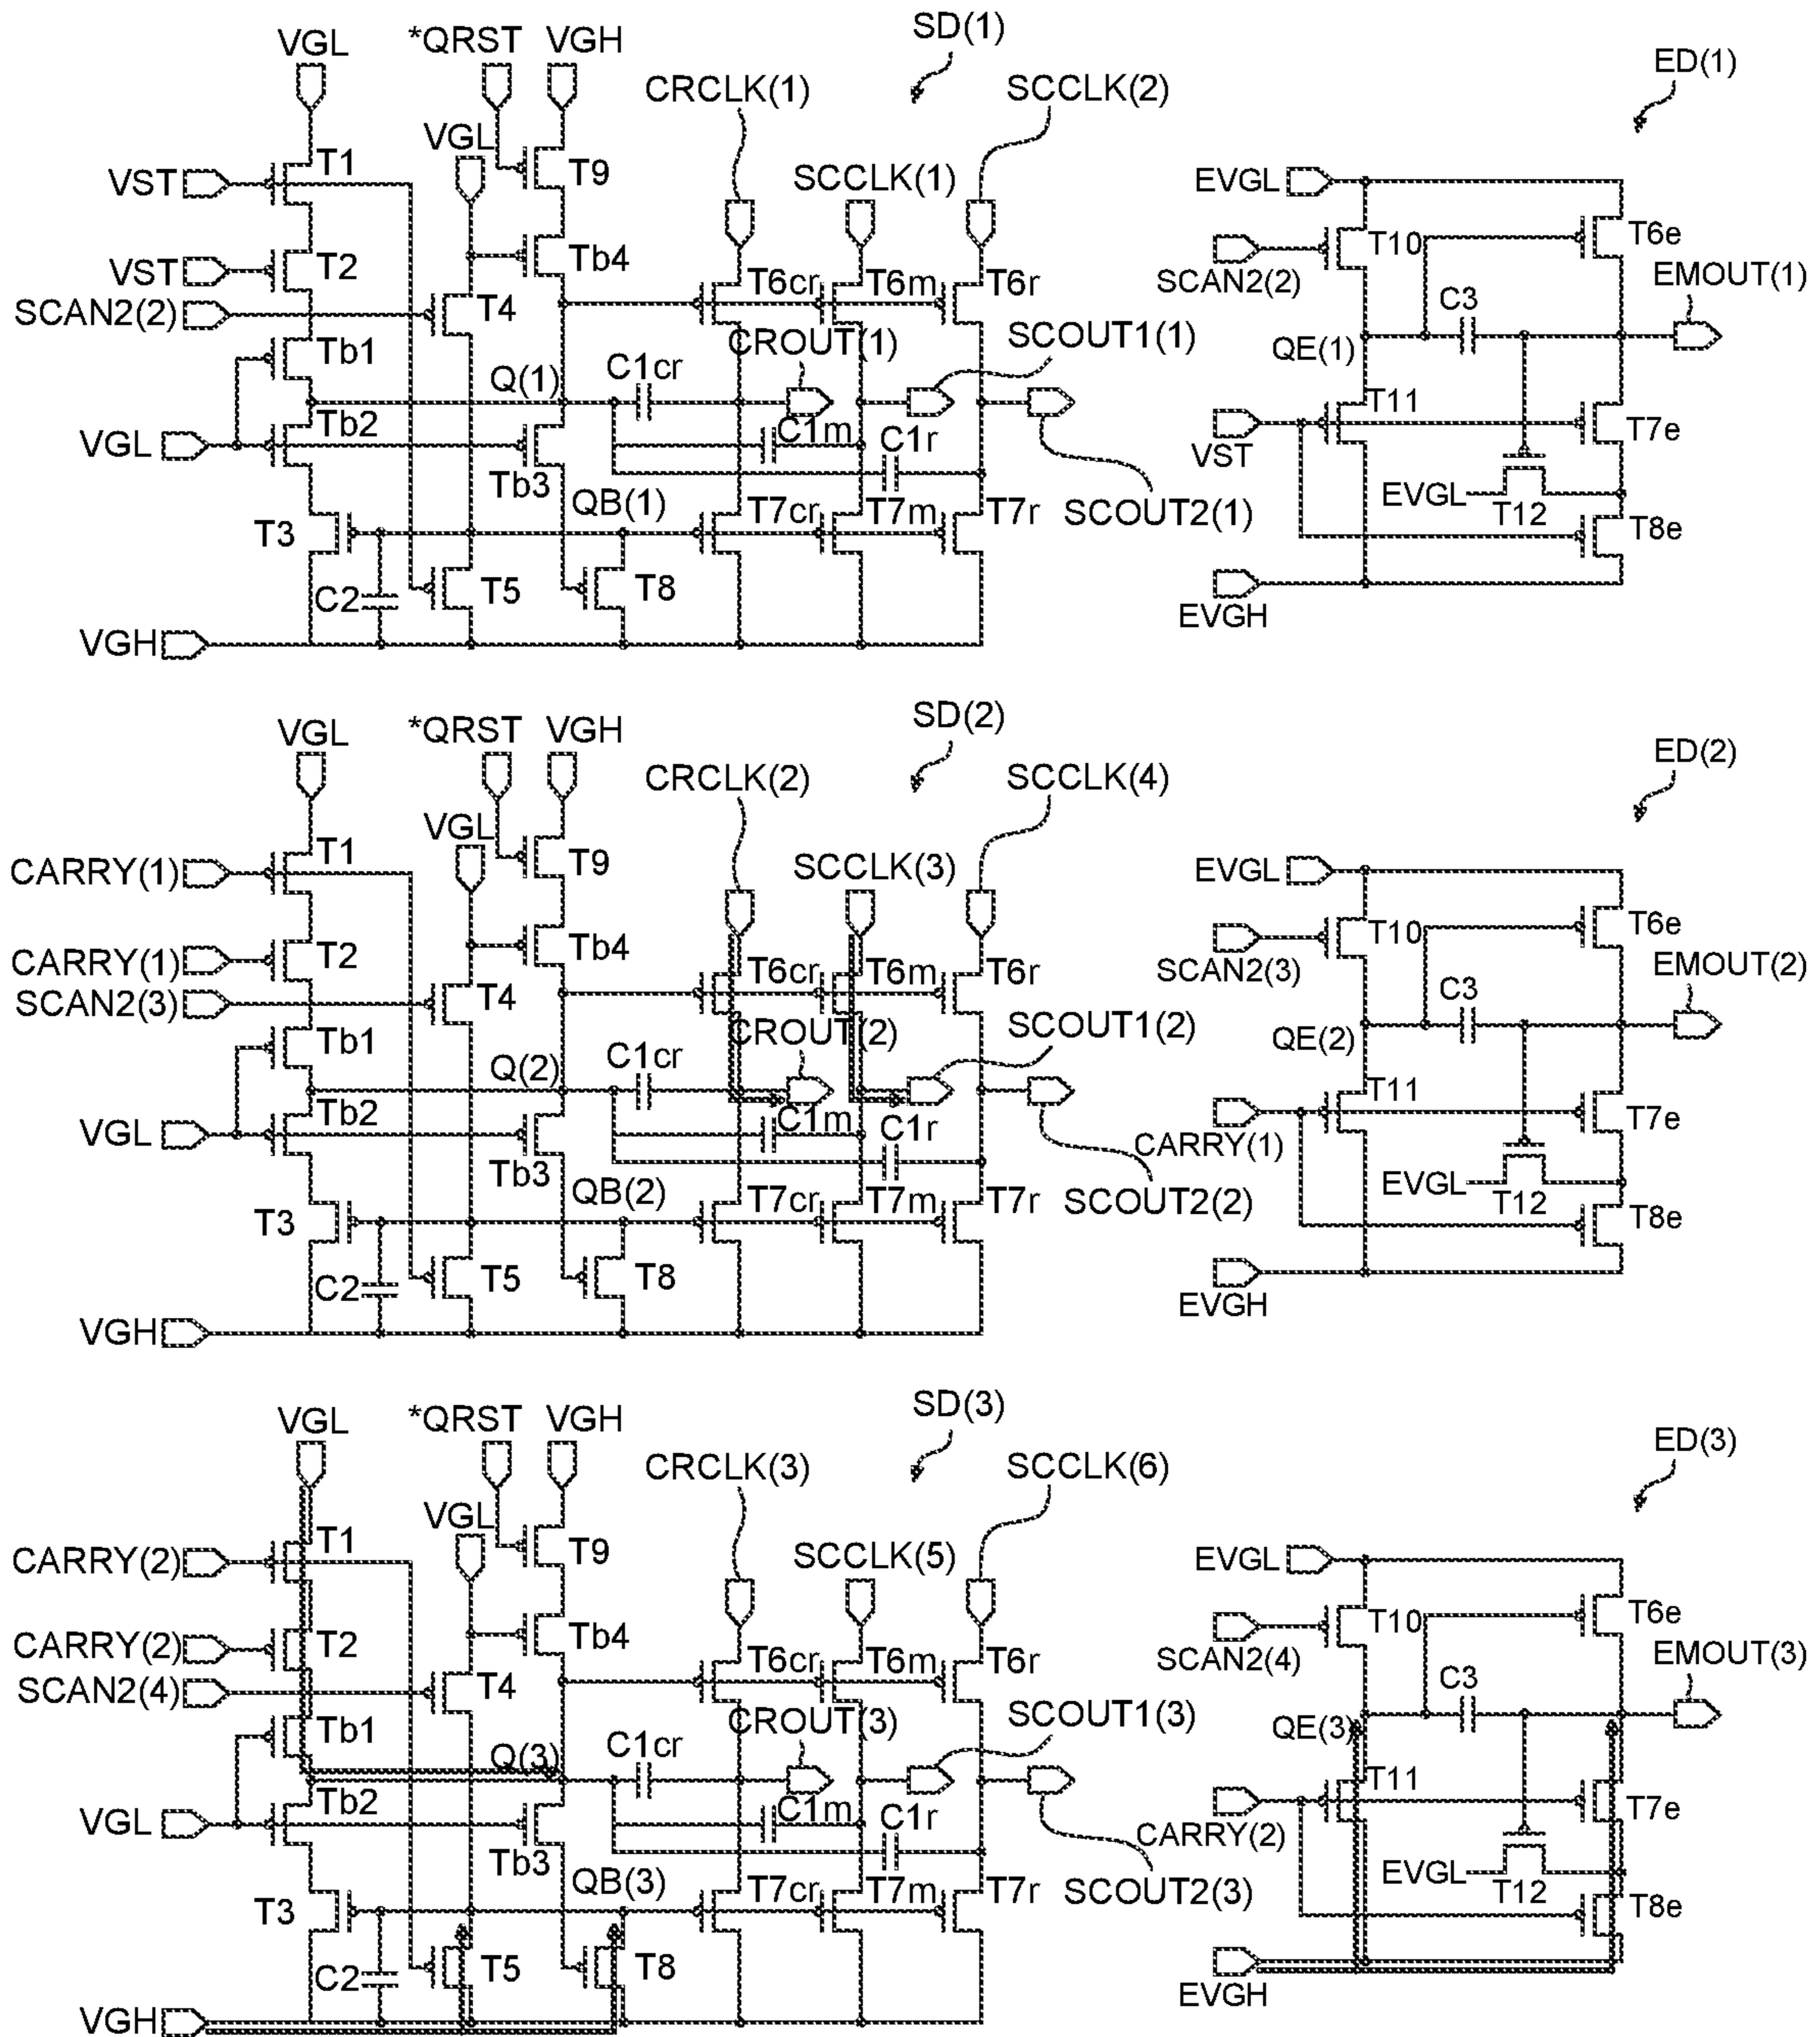 SD(1)
VGL *QRST VGH
CRCLK(1) SCCLK(2) ED(1)
VGL
T1 T9
VST SCCLK(1) EVGL
T2 Tb4 T10 T6e
VST T6cr T6m T6r SCAN2(2) EMOUT(1)
SCAN2(2) T4 C3
Tb1 CROUT(1) SCOUT1(1) QE(1)
Q(1) C1cr
Tb2 T11
VGL C1m C1r T7e
Tb3 VST
QB(1) T7cr T7m T7r SCOUT2(1) EVGL T12
T3 T8e
C2 T5 T8
VGH EVGH
SD(2)
VGL *QRST VGH
CRCLK(2) SCCLK(4) ED(2)
VGL
T1 T9
CARRY(1) SCCLK(3) EVGL
T2 Tb4 T10 T6e
CARRY(1) T6cr T6m T6r SCAN2(3) EMOUT(2)
SCAN2(3) T4 C3
Tb1 CROUT(2) SCOUT1(2) QE(2)
Q(2) C1cr
Tb2 T11
VGL C1m C1r T7e
Tb3 CARRY(1)
QB(2) T7cr T7m T7r SCOUT2(2) EVGL T12
T3 T8e
C2 T5 T8
VGH EVGH
SD(3)
VGL *QRST VGH
CRCLK(3) SCCLK(6) ED(3)
VGL
T1 T9
CARRY(2) SCCLK(5) EVGL
T2 Tb4 T10 T6e
CARRY(2) T6cr T6m T6r SCAN2(4) EMOUT(3)
SCAN2(4) T4 C3
Tb1 CROUT(3) SCOUT1(3) QE(3)
Q(3) C1cr
Tb2 T11
VGL C1m C1r T7e
Tb3 CARRY(2)
QB(3) T7cr T7m T7r SCOUT2(3) EVGL T12
T3 T8e
C2 T5 T8
VGH EVGH